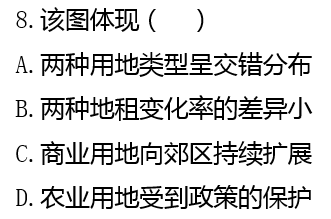 8.该图体现(  )
A.两种用地类型呈交错分布
B.两种地租变化率的差异小
C.商业用地向郊区持续扩展
D.农业用地受到政策的保护